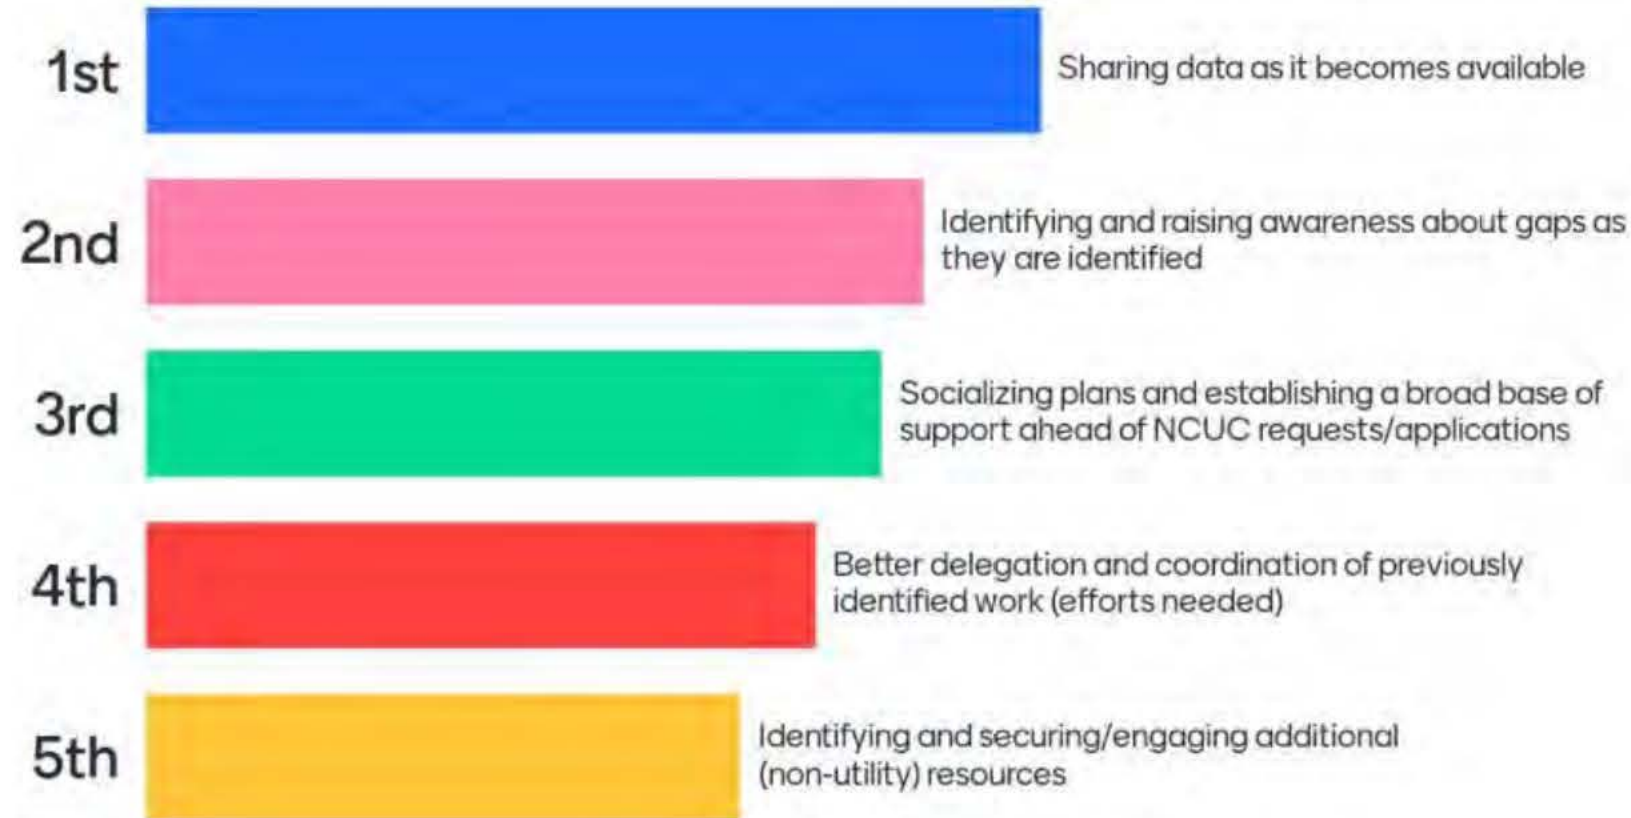 1st
Sharing data as it becomes available
2nd
Identifying and raising awareness about gaps as
they are identified
3rd
Socializing plans and establishing a broad base of
support ahead of NCUC requests/applications
4th
Better delegation and coordination of previously
identified work (efforts needed)
5th
Identifying and securing/engaging additional
(non-utility) resources